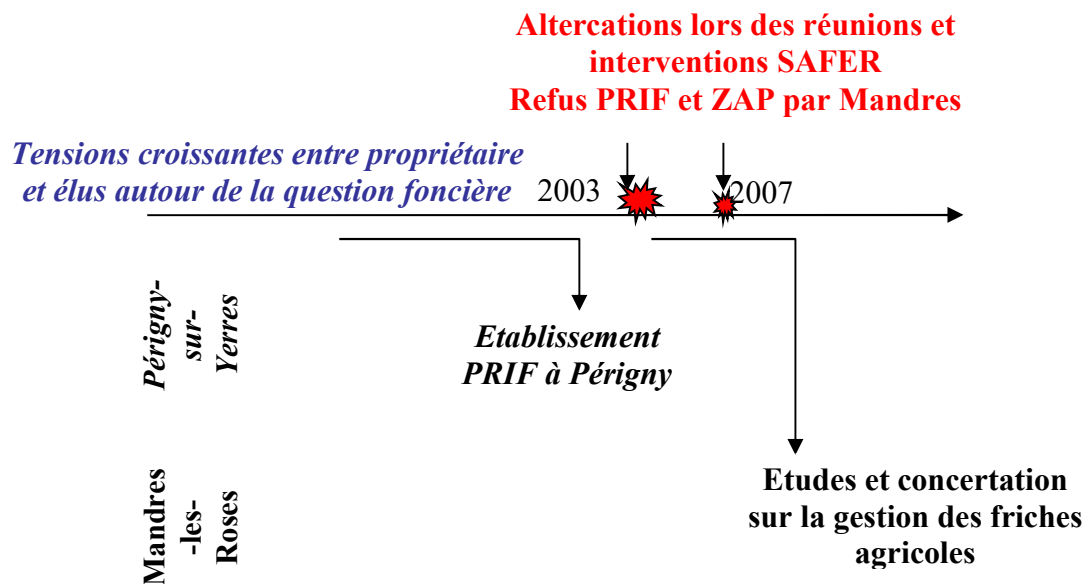 Altercations lors des réunions et
interventions SAFER
Refus PRIF et ZAP par Mandres
Tensions croissantes entre propriétaire
et élus autour de la question foncière
2003
2007
Périgny-
sur-
Yerres
Etablissement
PRIF à Périgny
Mandres
-les-
Roses
Etudes et concertation
sur la gestion des friches
agricoles